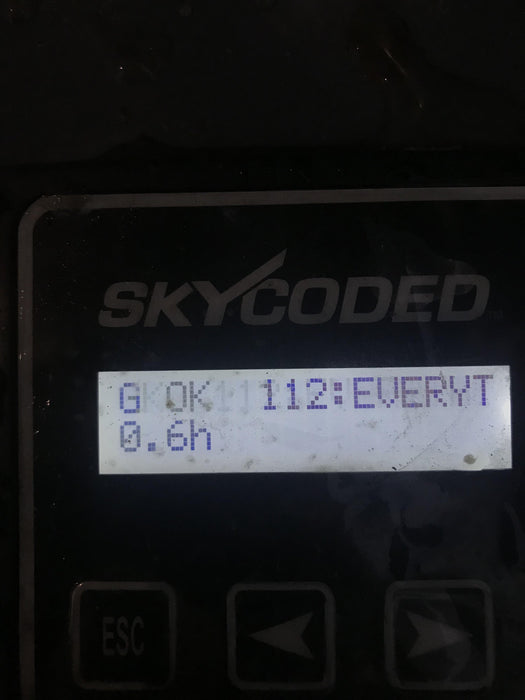 SKYCODED
G OK 112:EVERYT
0.6h
ESC